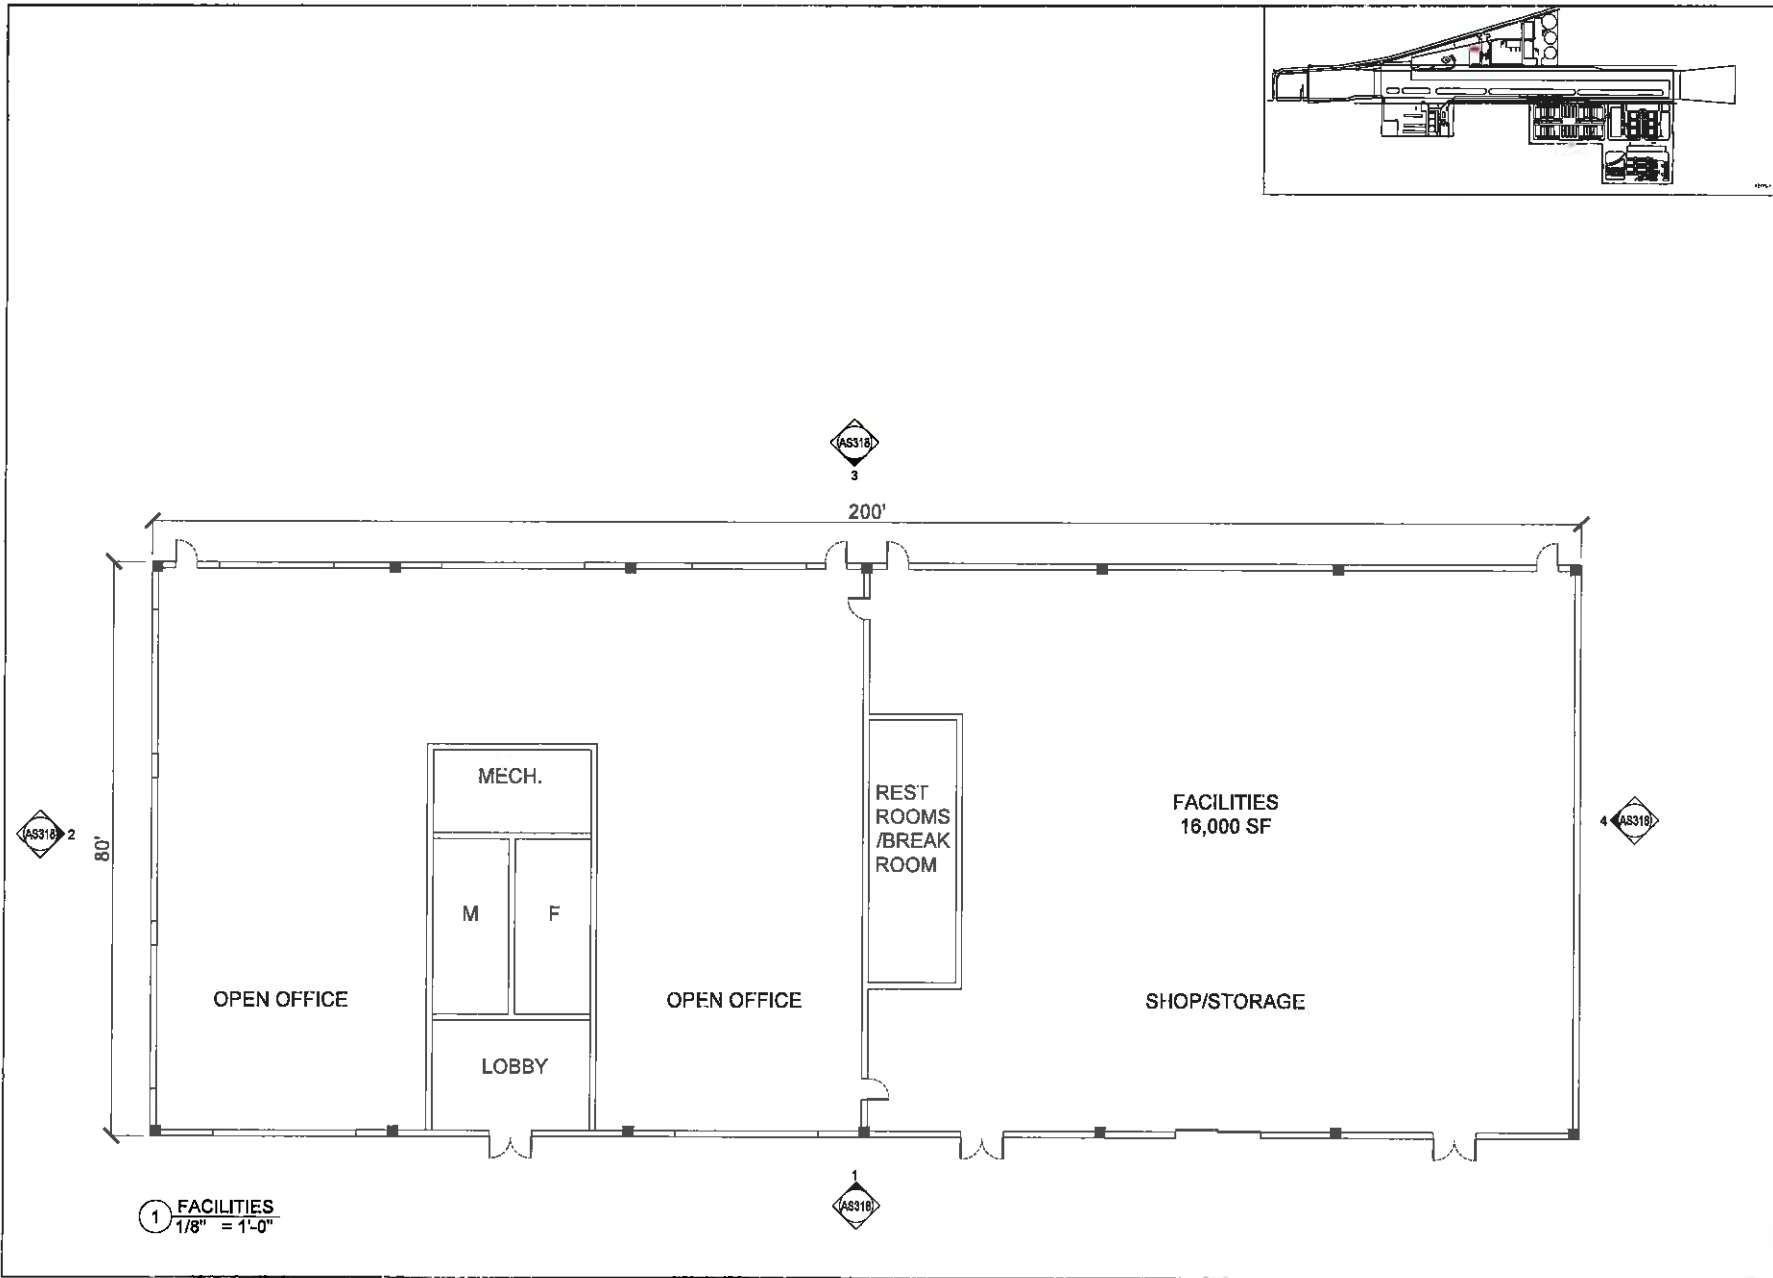 AS318
3
200'
80'
MECH.
REST
ROOMS
/BREAK
ROOM
FACILITIES
16,000 SF
AS318 2
4 AS318
M
F
OPEN OFFICE
OPEN OFFICE
SHOP/STORAGE
LOBBY
1
AS318
1 FACILITIES
1/8" = 1'-0"